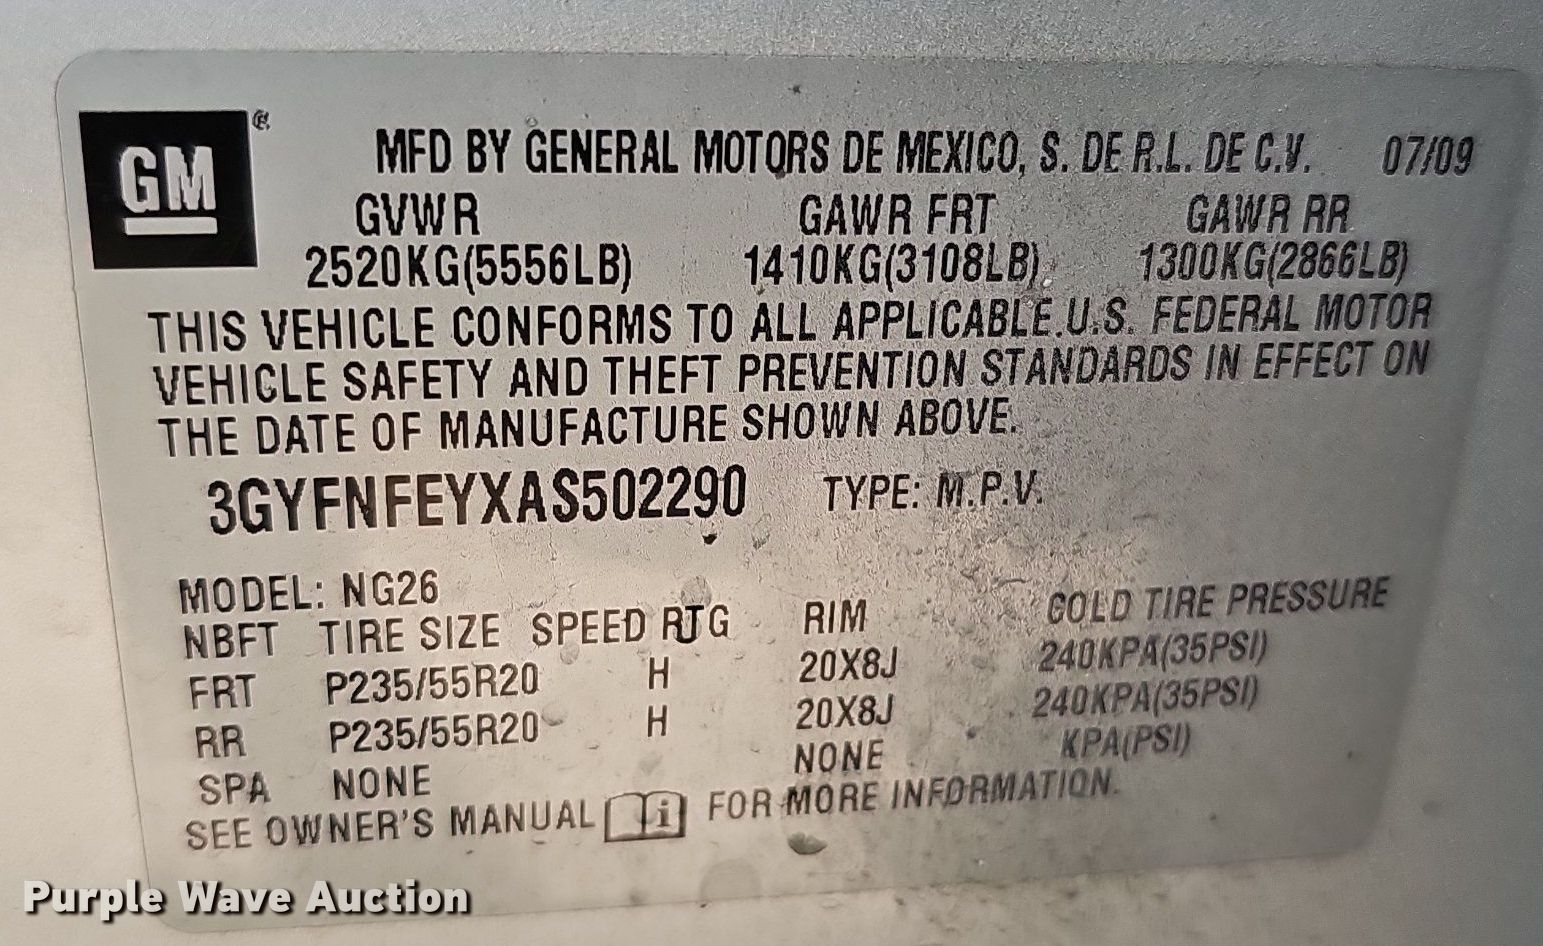 GM ®
MFD BY GENERAL MOTORS DE MEXICO, S. DE R.L. DE C.V. 07/09
GVWR GAWR FRT GAWR RR
2520KG(5556LB) 1410KG(3108LB) 1300KG(2866LB)
THIS VEHICLE CONFORMS TO ALL APPLICABLE U.S. FEDERAL MOTOR
VEHICLE SAFETY AND THEFT PREVENTION STANDARDS IN EFFECT ON
THE DATE OF MANUFACTURE SHOWN ABOVE.
3GYFNFEYXAS502290 TYPE: M.P.V.
MODEL: NG26
NBFT TIRE SIZE SPEED RTG RIM COLD TIRE PRESSURE
FRT P235/55R20 H 20X8J 240KPA(35PSI)
RR P235/55R20 H 20X8J 240KPA(35PSI)
SPA NONE NONE KPA(PSI)
SEE OWNER'S MANUAL i FOR MORE INFORMATION.
Purple Wave Auction